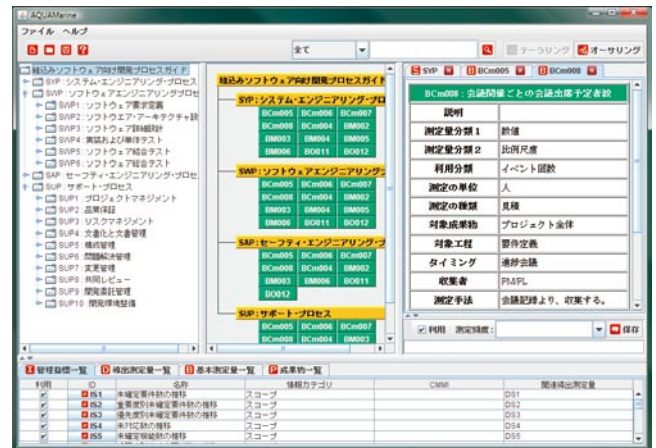 AQUAMarine
ファイル ヘルプ
全て
テーラリング オーサリング
組込みソフトウェア向け開発プロセスガイド
SYP : システム・エンジニアリング・プロセス
SWP : ソフトウェアエンジニアリングプロセ
SWP1 : ソフトウェア要求定義
SWP2 : ソフトウエア・アーキテクチャ設
SWP3 : ソフトウェア詳細設計
SWP4 : 実装および単体テスト
SWP5 : ソフトウェア結合テスト
SWP6 : ソフトウェア総合テスト
SAP : セーフティ・エンジニアリング・プロセ
SUP : サポート・プロセス
SUP1 : プロジェクトマネジメント
SUP2 : 品質保証
SUP3 : リスクマネジメント
SUP4 : 文書化と文書管理
SUP5 : 構成管理
SUP6 : 問題解決管理
SUP7 : 変更管理
SUP8 : 共同レビュー
SUP9 : 開発委託管理
SUP10 : 開発環境整備
組込みソフトウェア向け開発プロセスガイド
SYP : システム・エンジニアリング・プロ
BCm005 BCm006 BCm007
BCm008 BCm004 BM002
BM003 BM004 BM005
BM006 BO011 BO012
SWP : ソフトウェア・エンジニアリング
BCm005 BCm006 BCm007
BCm008 BCm004 BM002
BM003 BM004 BM005
BM006 BO011 BO012
SAP : セーフティ・エンジニアリング・プ
BCm005 BCm006 BCm007
BCm008 BCm004 BM002
BM003 BM006 BO011
BO012
SUP : サポート・プロセス
BCm005 BCm006 BCm007
BCm008 BCm004 BM002
SYP BCm005 BCm008
BCm008 : 会議開催ごとの会議出席予定者数
説明
測定量分類1 数値
測定量分類2 比例尺度
利用分類 イベント回数
測定の単位 人
測定の種類 見積
対象成果物 プロジェクト全体
対象工程 要件定義
タイミング 進捗会議
収集者 PM/PL
測定手法 会議記録より、収集する。
利用 測定頻度 : 保存
管理指標一覧 導出測定量一覧 基本測定量一覧 成果物一覧
利用 ID 名称 情報カテゴリ CMMI 関連導出測定量
IS1 未確定要件数の推移 スコープ DS1
IS2 重要度別未確定要件数の推移 スコープ DS2
IS3 優先度別未確定要件数の推移 スコープ DS3
IS4 未対応数の推移 スコープ DS4
IS5 未確定機能数の推移 スコープ DS5